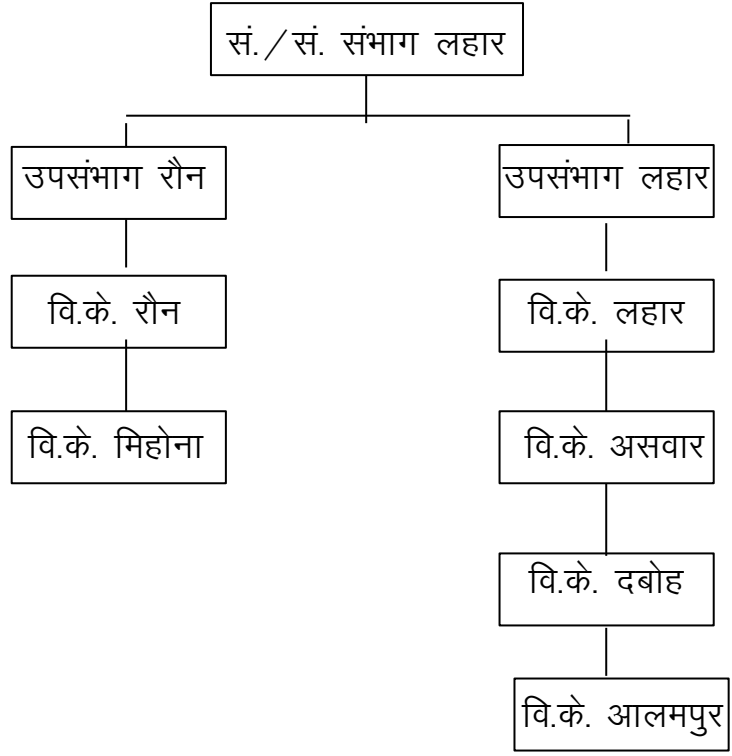 सं./सं. संभाग लहार
उपसंभाग रौन
उपसंभाग लहार
वि.के. रौन
वि.के. लहार
वि.के. मिहोना
वि.के. असवार
वि.के. दबोह
वि.के. आलमपुर